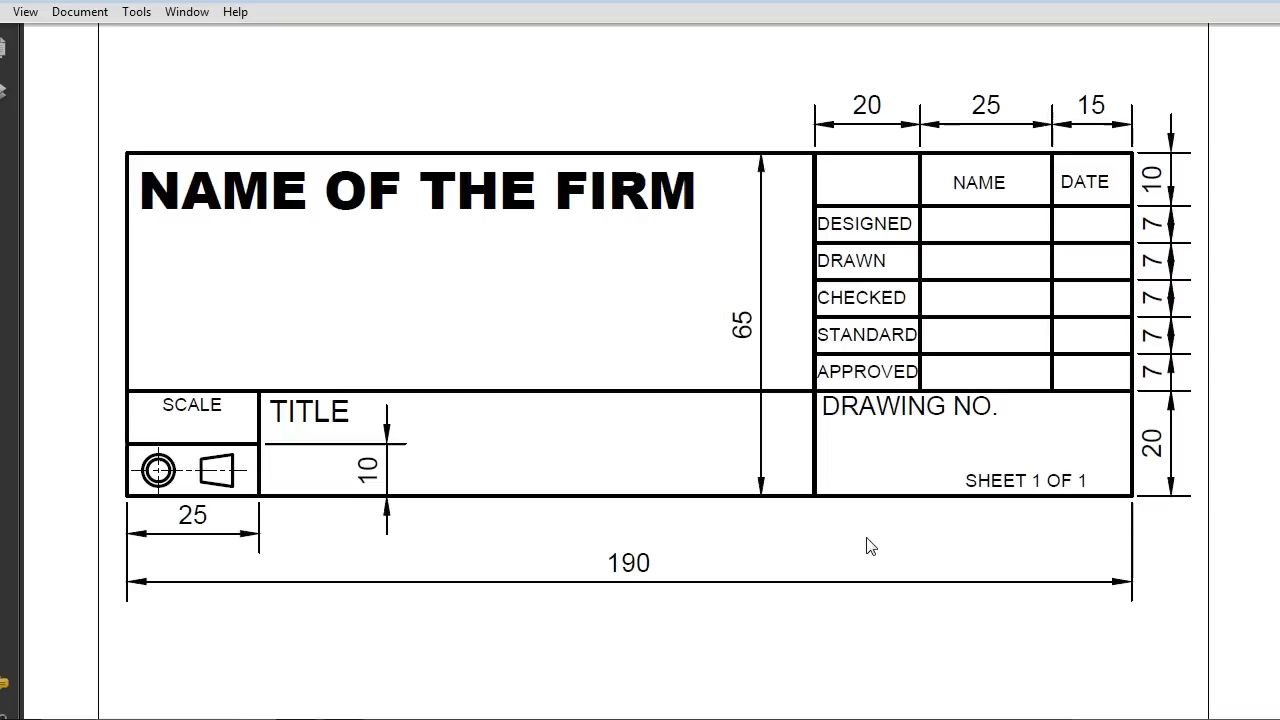 View Document Tools Window Help
20 25 15
NAME OF THE FIRM
NAME DATE 10
DESIGNED 7
DRAWN 7
CHECKED 7
65
STANDARD 7
APPROVED 7
SCALE TITLE DRAWING NO.
10 20
SHEET 1 OF 1
25
190